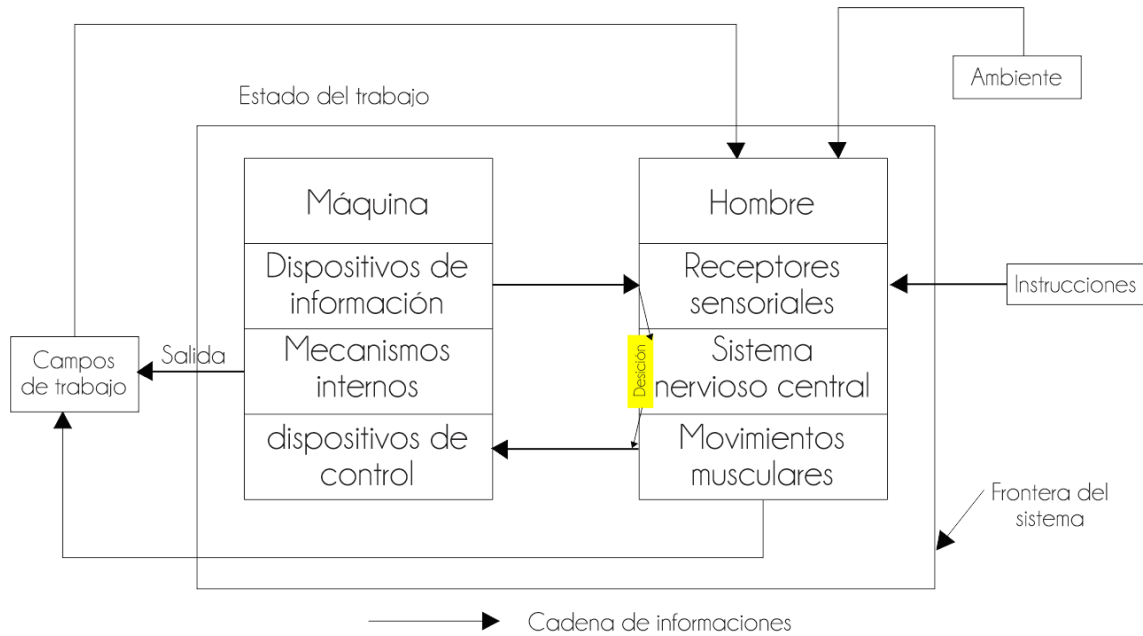 Ambiente
Estado del trabajo
Máquina
Hombre
Dispositivos de
información
Receptores
sensoriales
Instrucciones
Campos
de trabajo
Salida
Mecanismos
internos
Desición
Sistema
nervioso central
dispositivos de
control
Movimientos
musculares
Frontera del
sistema
Cadena de informaciones